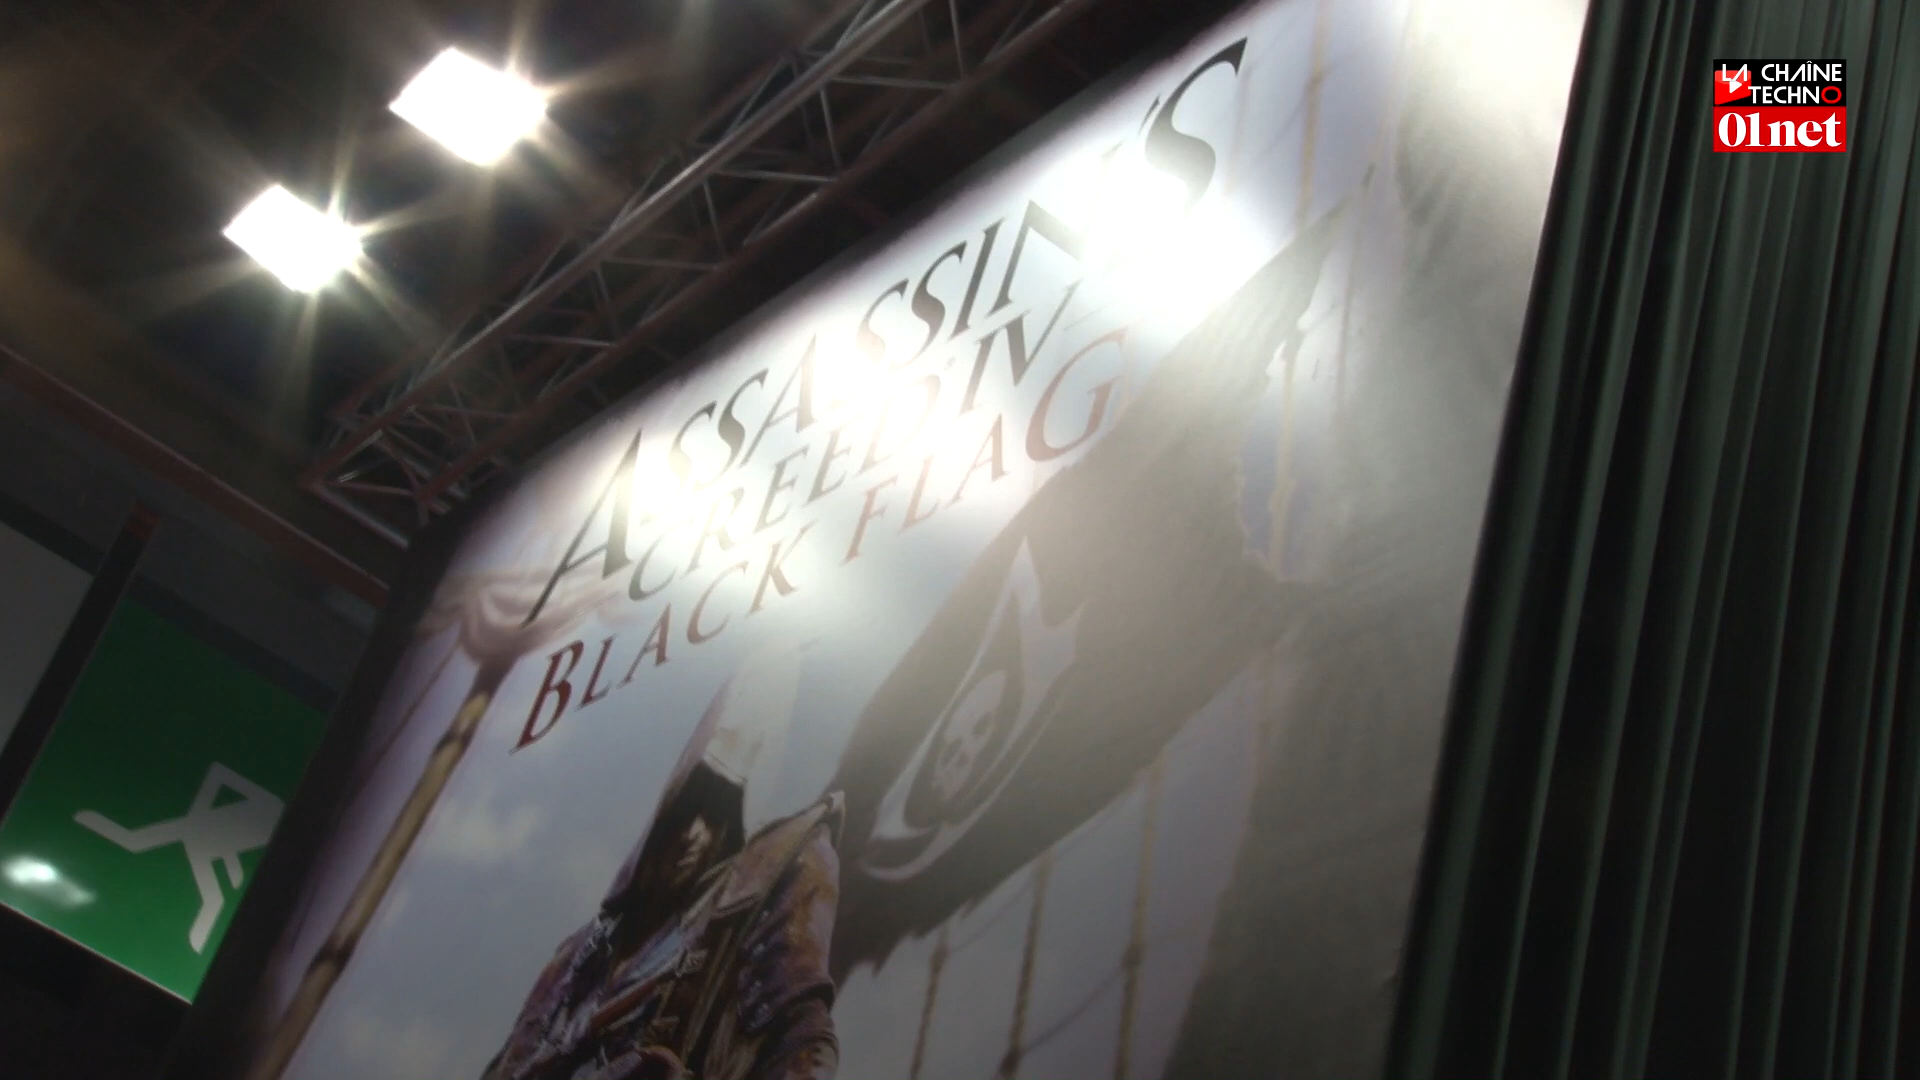 ASSASSIN'S
CREED IV
BLACK FLAG
LA CHAÎNE
TECHNO
01net